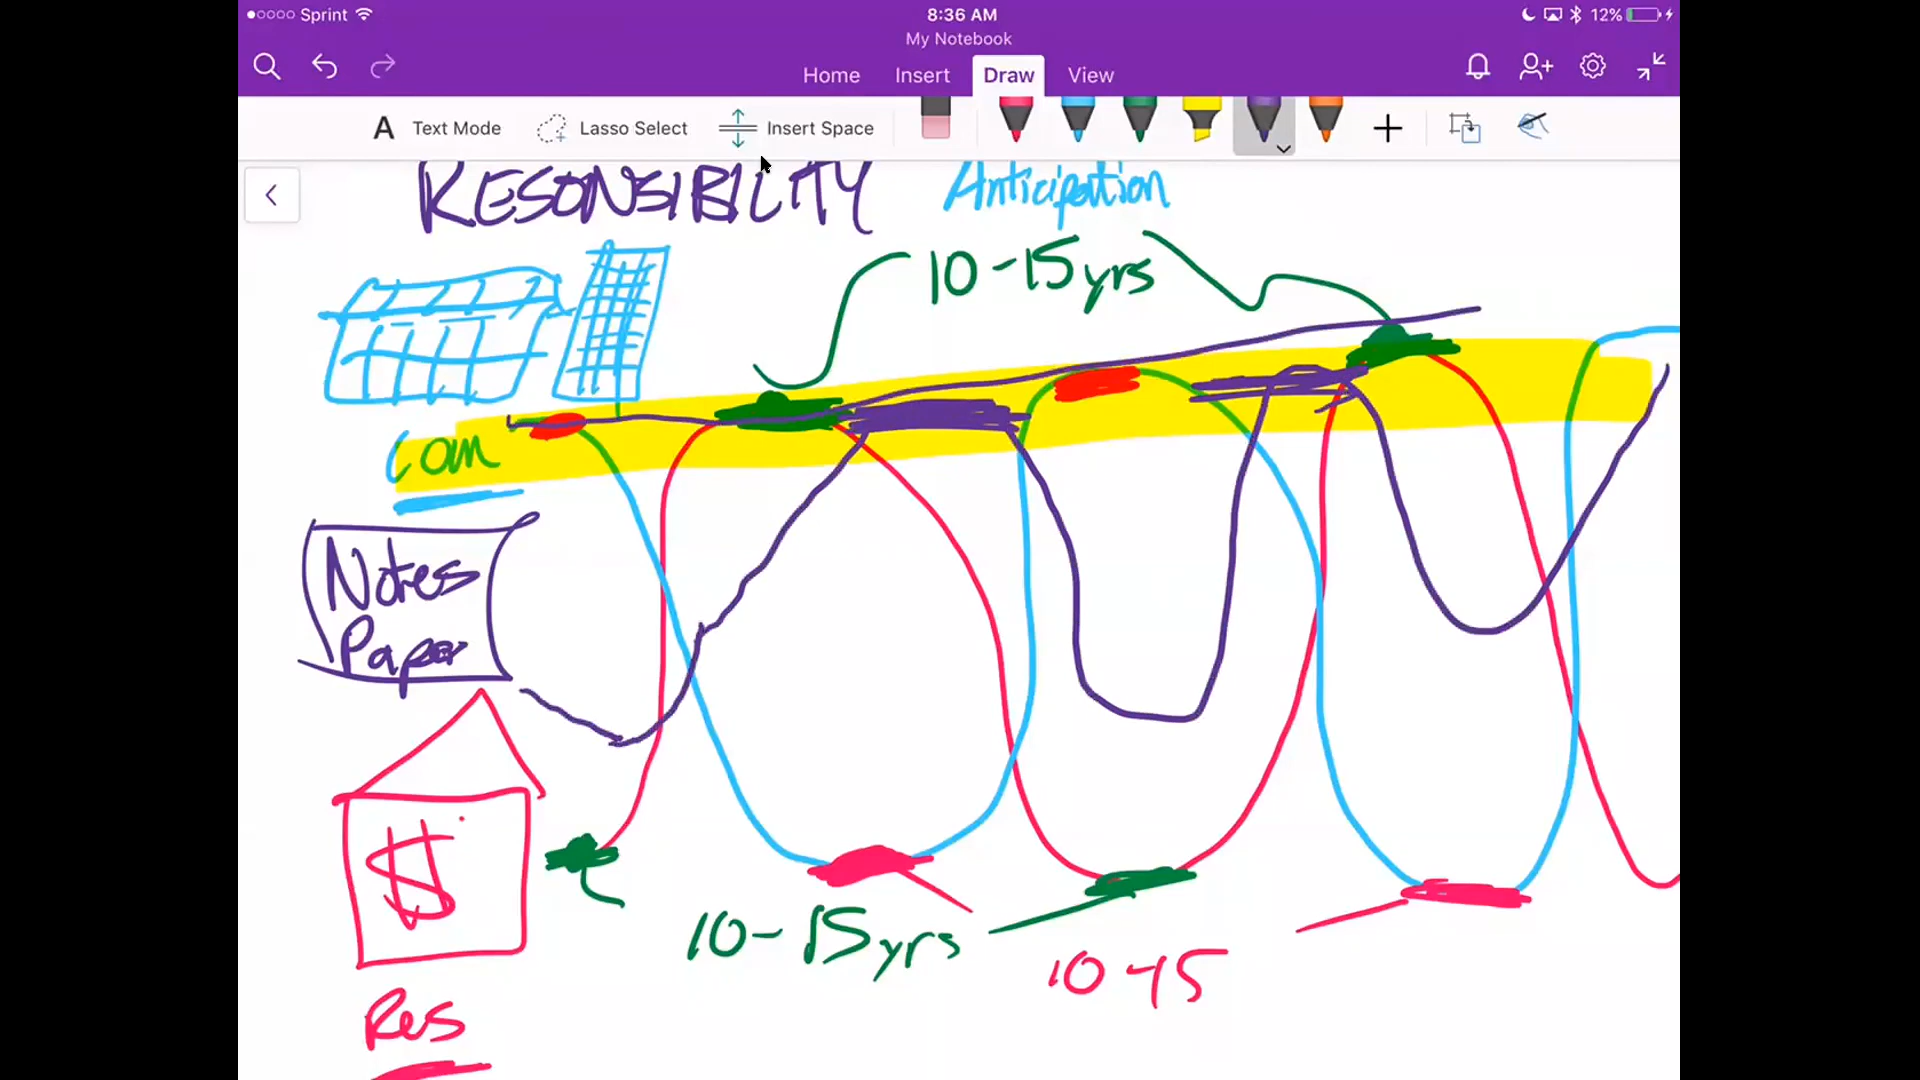 Sprint 8:36 AM 12%
My Notebook
Home Insert Draw View
A Text Mode Lasso Select Insert Space
RESONSIBILITY Anticipation
10-15yrs
Com
Notes
Paper
$
10-15yrs
10-15
Res